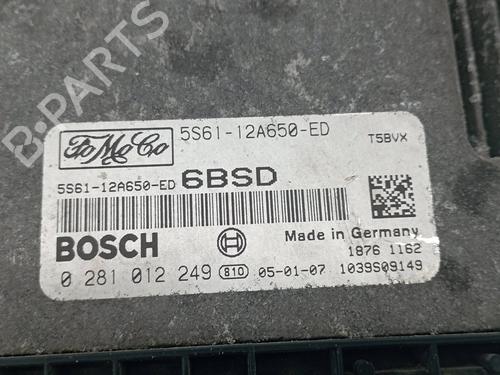 B-PARTS
FoMoCo
5S61-12A650-ED
T5BVX
5S61-12A650-ED 6BSD
BOSCH
Made in Germany
1876 1162
0 281 012 249 810 05-01-07 1039S09149